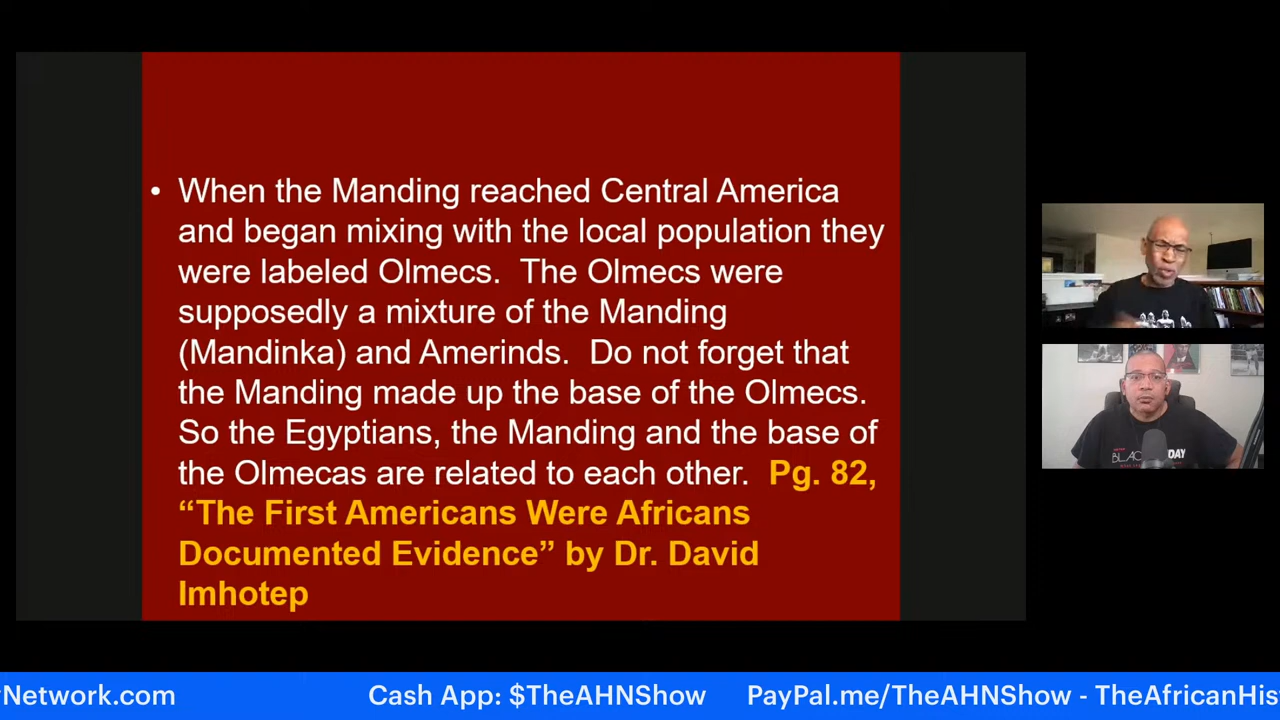 • When the Manding reached Central America
and began mixing with the local population they
were labeled Olmecs. The Olmecs were
supposedly a mixture of the Manding
(Mandinka) and Amerinds. Do not forget that
the Manding made up the base of the Olmecs.
So the Egyptians, the Manding and the base of
the Olmecas are related to each other. Pg. 82,
“The First Americans Were Africans
Documented Evidence” by Dr. David
Imhotep
BLAC DAY
rNetwork.com Cash App: $TheAHNShow PayPal.me/TheAHNShow - TheAfricanHis